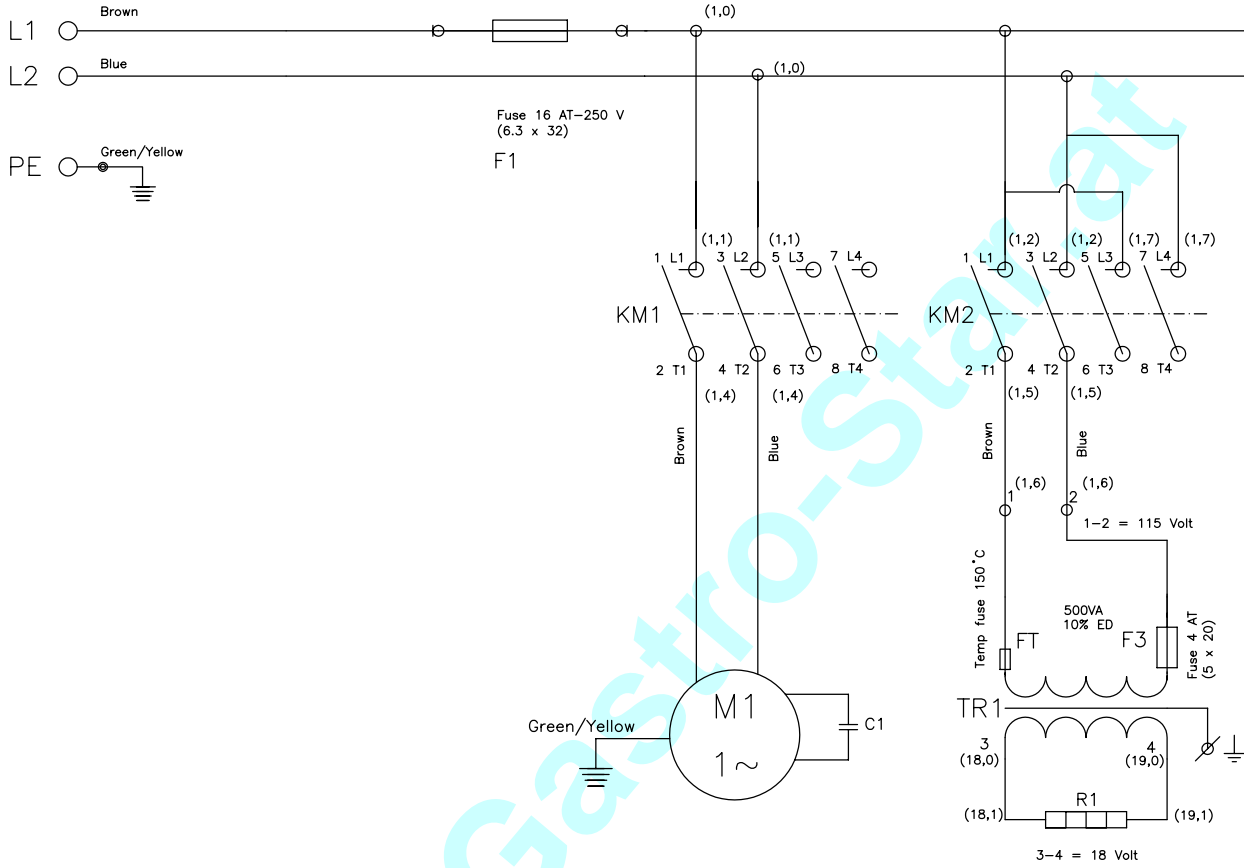 L1 Brown (1,0)
L2 Blue (1,0)
Fuse 16 AT-250 V
(6.3 x 32)
F1
PE Green/Yellow
(1,1) (1,1) (1,2) (1,2) (1,7) (1,7)
1 L1 3 L2 5 L3 7 L4 1 L1 3 L2 5 L3 7 L4
KM1 KM2
2 T1 4 T2 6 T3 8 T4 2 T1 4 T2 6 T3 8 T4
(1,4) (1,4) (1,5) (1,5)
Brown Blue Brown Blue
1 (1,6) 2 (1,6)
1-2 = 115 Volt
Temp fuse 150°C
500VA
10% ED
FT F3
Fuse 4 AT
(5 x 20)
M1
1~
C1
Green/Yellow
TR1
3 4
(18,0) (19,0)
R1
(18,1) (19,1)
3-4 = 18 Volt
Gastro-Star.at